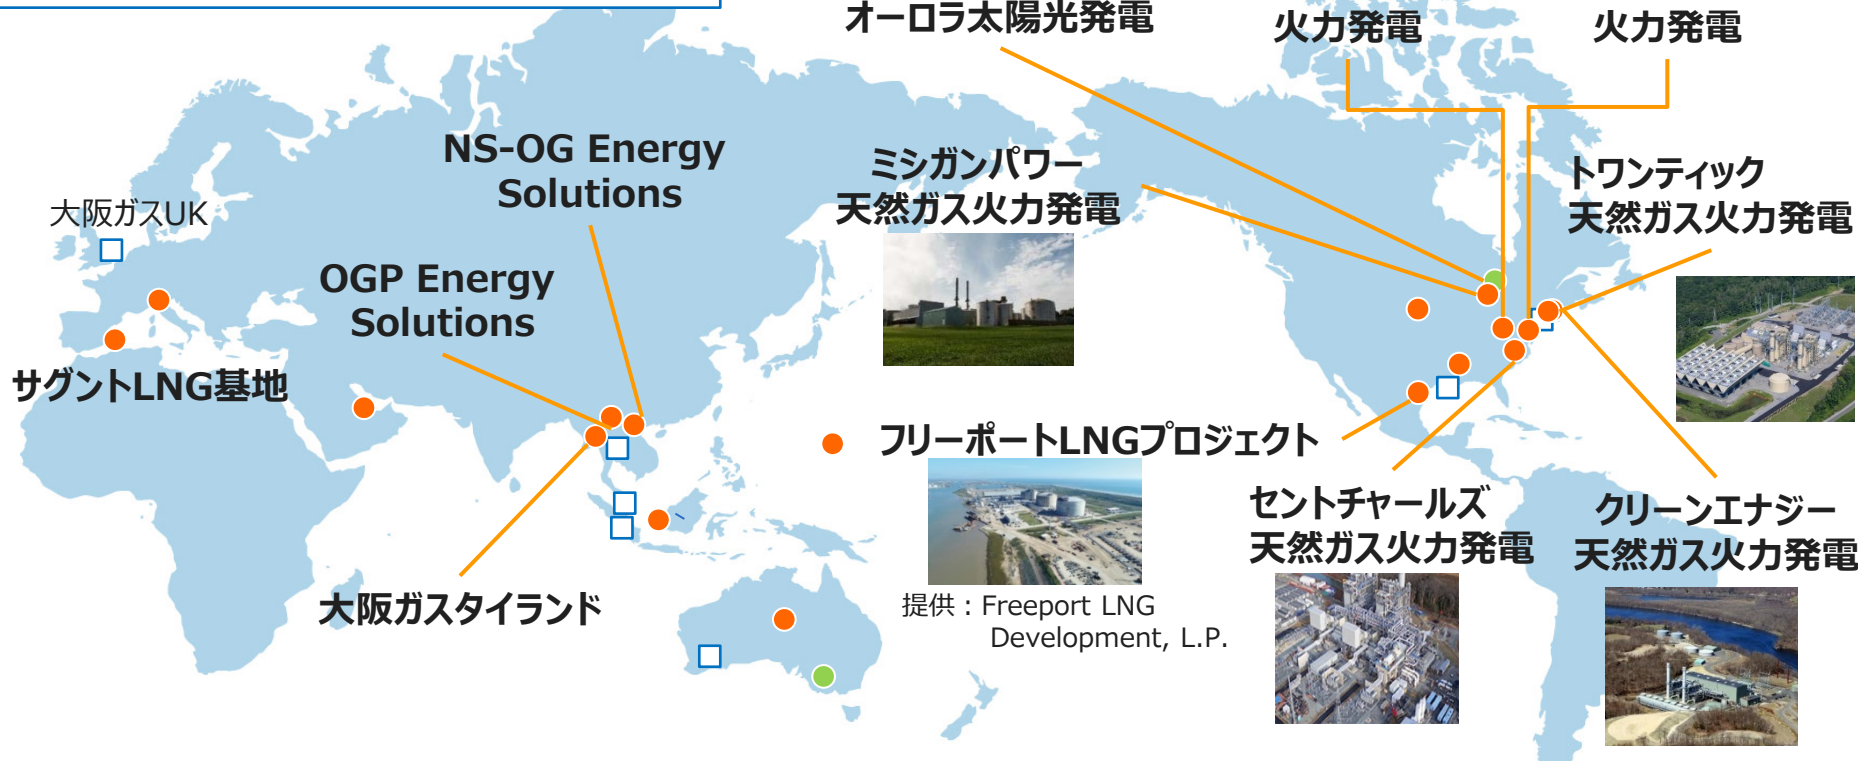 オーロラ太陽光発電
火力発電
火力発電
NS-OG Energy
Solutions
ミシガンパワー
天然ガス火力発電
トワンティック
天然ガス火力発電
大阪ガスUK
OGP Energy
Solutions
サグントLNG基地
フリーポートLNGプロジェクト
セントチャールズ
天然ガス火力発電
クリーンエナジー
天然ガス火力発電
大阪ガスタイランド
提供：Freeport LNG
Development, L.P.